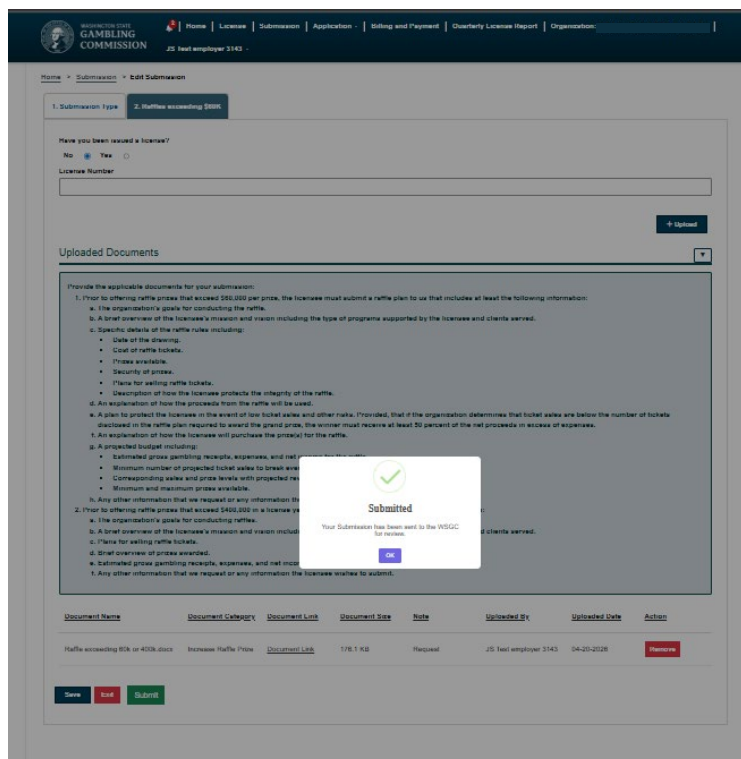 WASHINGTON STATE
GAMBLING
COMMISSION
Home | License | Submission | Application - | Billing and Payment | Quarterly License Report | Organization: |
JS Test employer 3143 -
Home > Submission > Edit Submission
1. Submission Type
2. Raffles exceeding $60K
Have you been issued a license?
No Yes
License Number
+ Upload
Uploaded Documents
Provide the applicable documents for your submission:
1. Prior to offering raffle prizes that exceed $60,000 per prize, the licensee must submit a raffle plan to us that includes at least the following information:
a. The organization's goals for conducting the raffle.
b. A brief overview of the licensee's mission and vision including the type of programs supported by the licensee and clients served.
c. Specific details of the raffle rules including:
• Date of the drawing.
• Cost of raffle tickets.
• Prizes available.
• Security of prizes.
• Plans for selling raffle tickets.
• Description of how the licensee protects the integrity of the raffle.
d. An explanation of how the proceeds from the raffle will be used.
e. A plan to protect the licensee in the event of low ticket sales and other risks. Provided, that if the organization determines that ticket sales are below the number of tickets
disclosed in the raffle plan required to award the grand prize, the winner must receive at least 50 percent of the net proceeds in excess of expenses.
f. An explanation of how the licensee will purchase the prize(s) for the raffle.
g. A projected budget including:
• Estimated gross gambling receipts, expenses, and net income for the raffle.
• Minimum number of projected ticket sales to break even
• Corresponding sales and prize levels with projected rev
• Minimum and maximum prizes available.
h. Any other information that we request or any information th
2. Prior to offering raffle prizes that exceed $400,000 in a license ye :
a. The organization's goals for conducting raffles.
b. A brief overview of the licensee's mission and vision includi d clients served.
c. Plans for selling raffle tickets.
d. Brief overview of prizes awarded.
e. Estimated gross gambling receipts, expenses, and net incom
f. Any other information that we request or any information the licensee wishes to submit.
Submitted
Your Submission has been sent to the WSGC
for review.
OK
Document Name Document Category Document Link Document Size Note Uploaded By Uploaded Date Action
Raffle exceeding 60k or 400k.docx Increase Raffle Prize Document Link 176.1 KB Request JS Test employer 3143 04-20-2026 Remove
Save Exit Submit